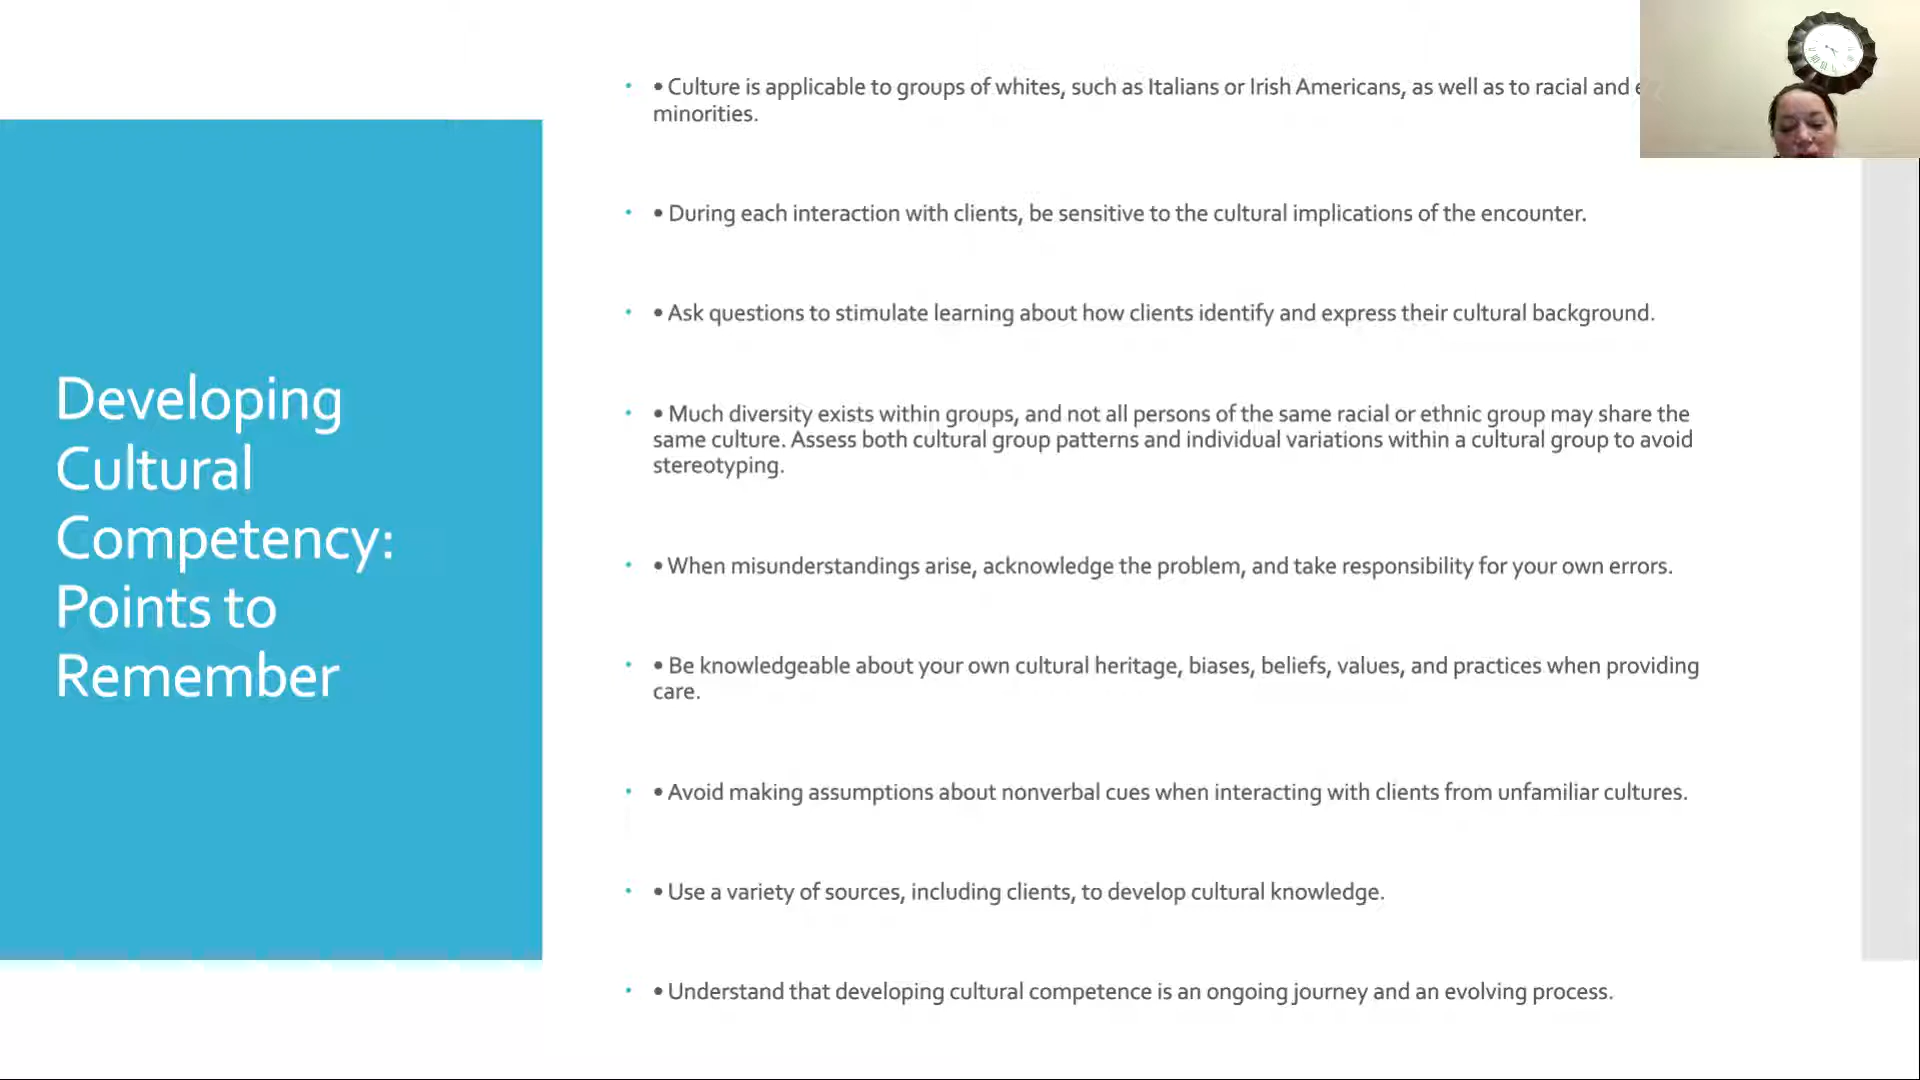 Developing
Cultural
Competency:
Points to
Remember
• • Culture is applicable to groups of whites, such as Italians or Irish Americans, as well as to racial and
minorities.
• • During each interaction with clients, be sensitive to the cultural implications of the encounter.
• • Ask questions to stimulate learning about how clients identify and express their cultural background.
• • Much diversity exists within groups, and not all persons of the same racial or ethnic group may share the
same culture. Assess both cultural group patterns and individual variations within a cultural group to avoid
stereotyping.
• • When misunderstandings arise, acknowledge the problem, and take responsibility for your own errors.
• • Be knowledgeable about your own cultural heritage, biases, beliefs, values, and practices when providing
care.
• • Avoid making assumptions about nonverbal cues when interacting with clients from unfamiliar cultures.
• • Use a variety of sources, including clients, to develop cultural knowledge.
• • Understand that developing cultural competence is an ongoing journey and an evolving process.